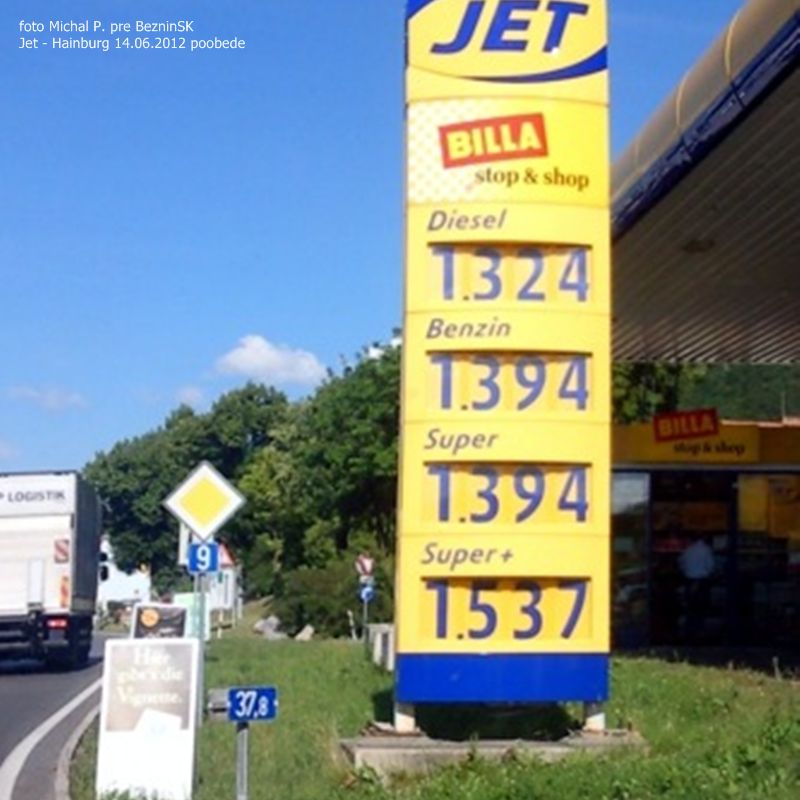 foto Michal P. pre BezninSK
Jet - Hainburg 14.06.2012 poobede
JET
BILLA
stop & shop
Diesel
1.324
Benzin
1.394
Super
1.394
Super+
1.537
BILLA
stop & shop
P LOGISTIK
9
Hier
gibt's die
Vignette.
37,8